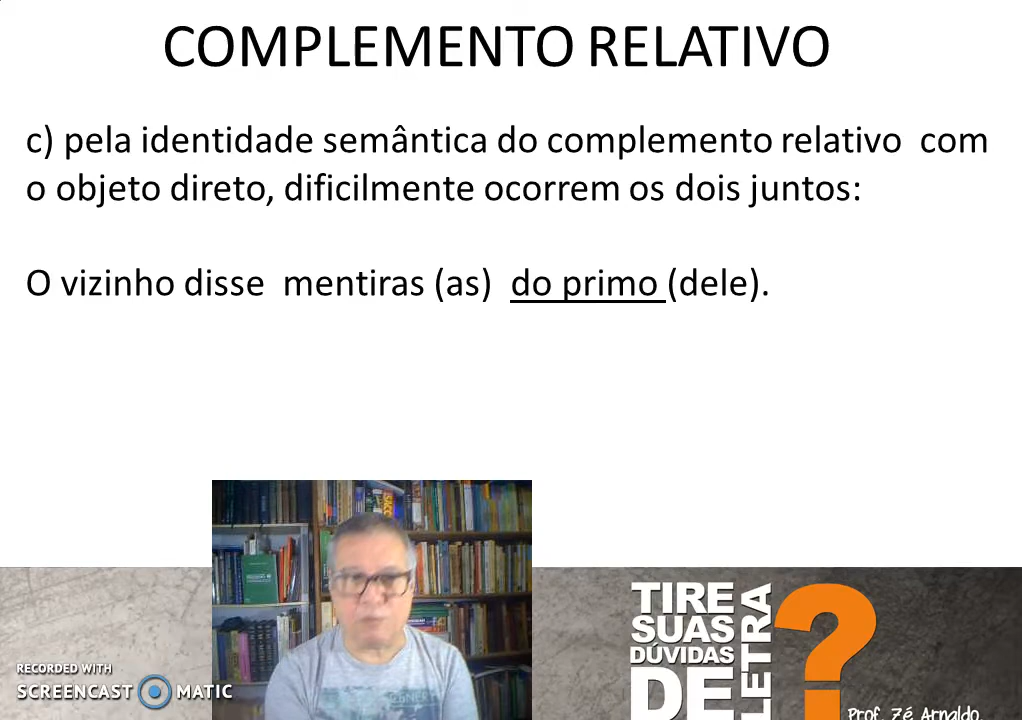 COMPLEMENTO RELATIVO
c) pela identidade semântica do complemento relativo com
o objeto direto, dificilmente ocorrem os dois juntos:
O vizinho disse mentiras (as) do primo (dele).
RECORDED WITH
SCREENCAST MATIC
TIRE
SUAS
DÚVIDAS
DE
LETRA
?
Prof. Zé Arnaldo.